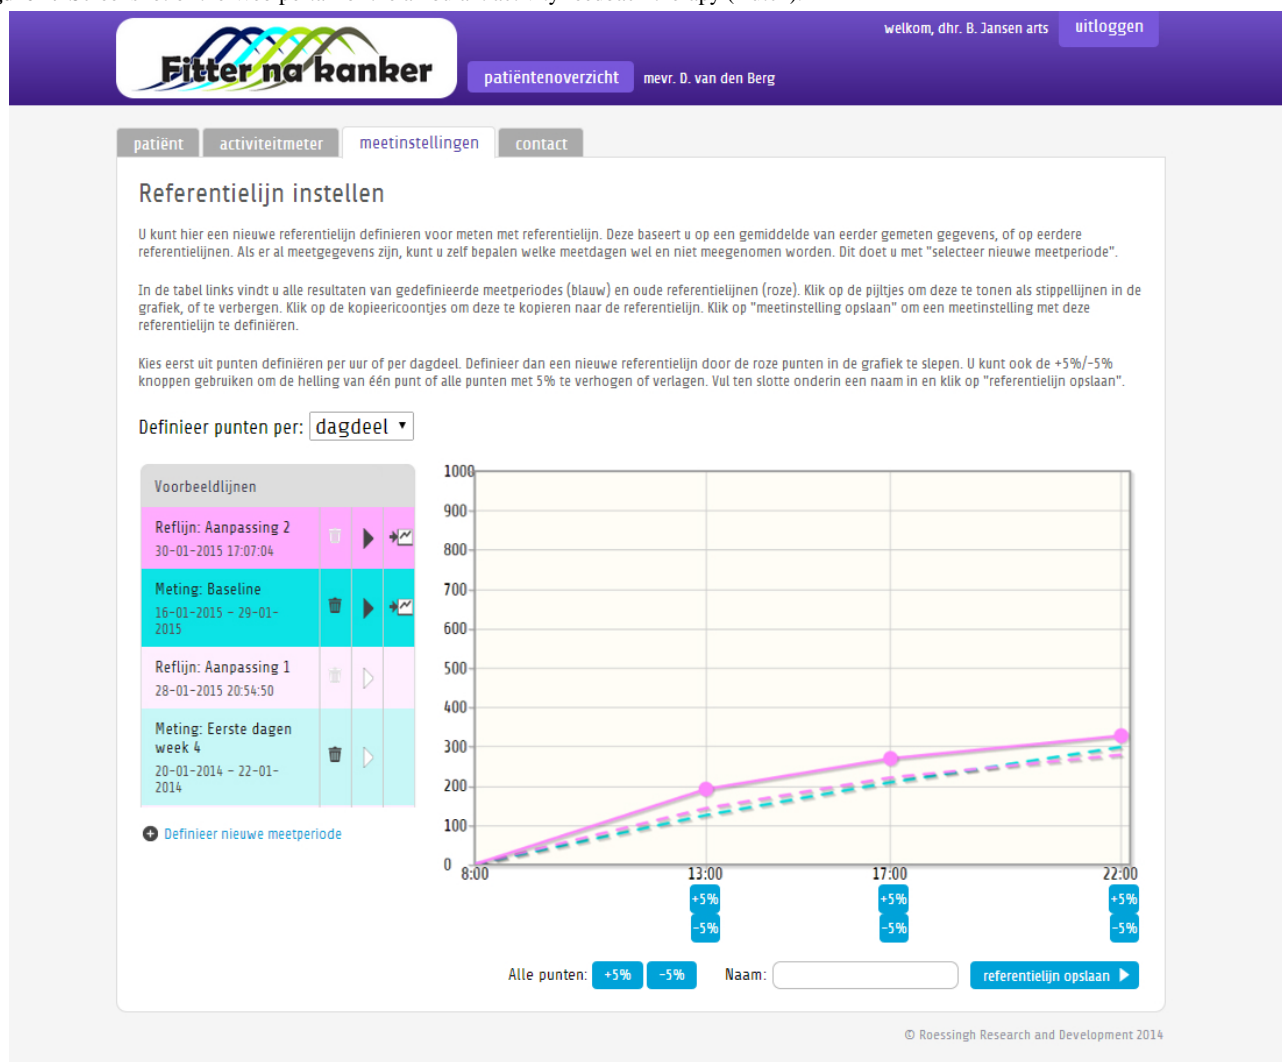 welkom, dhr. B. Jansen arts uitloggen
Fitter na kanker
patiëntenoverzicht mevr. D. van den Berg
patiënt activiteitmeter meetinstellingen contact
Referentielijn instellen
U kunt hier een nieuwe referentielijn definieren voor meten met referentielijn. Deze baseert u op een gemiddelde van eerder gemeten gegevens, of op eerdere
referentielijnen. Als er al meetgegevens zijn, kunt u zelf bepalen welke meetdagen wel en niet meegenomen worden. Dit doet u met "selecteer nieuwe meetperiode".
In de tabel links vindt u alle resultaten van gedefinieerde meetperiodes (blauw) en oude referentielijnen (roze). Klik op de pijltjes om deze te tonen als stippellijnen in de
grafiek, of te verbergen. Klik op de kopieericoontjes om deze te kopieren naar de referentielijn. Klik op "meetinstelling opslaan" om een meetinstelling met deze
referentielijn te definiëren.
Kies eerst uit punten definiëren per uur of per dagdeel. Definieer dan een nieuwe referentielijn door de roze punten in de grafiek te slepen. U kunt ook de +5%/-5%
knoppen gebruiken om de helling van één punt of alle punten met 5% te verhogen of verlagen. Vul ten slotte onderin een naam in en klik op "referentielijn opslaan".
Definieer punten per: dagdeel
Voorbeeldlijnen
Reflijn: Aanpassing 2
30-01-2015 17:07:04
Meting: Baseline
16-01-2015 - 29-01-
2015
Reflijn: Aanpassing 1
28-01-2015 20:54:50
Meting: Eerste dagen
week 4
20-01-2014 - 22-01-
2014
Definieer nieuwe meetperiode
1000
900
800
700
600
500
400
300
200
100
0
8:00 13:00 17:00 22:00
+5% +5% +5%
-5% -5% -5%
Alle punten: +5% -5% Naam: referentielijn opslaan
© Roessingh Research and Development 2014